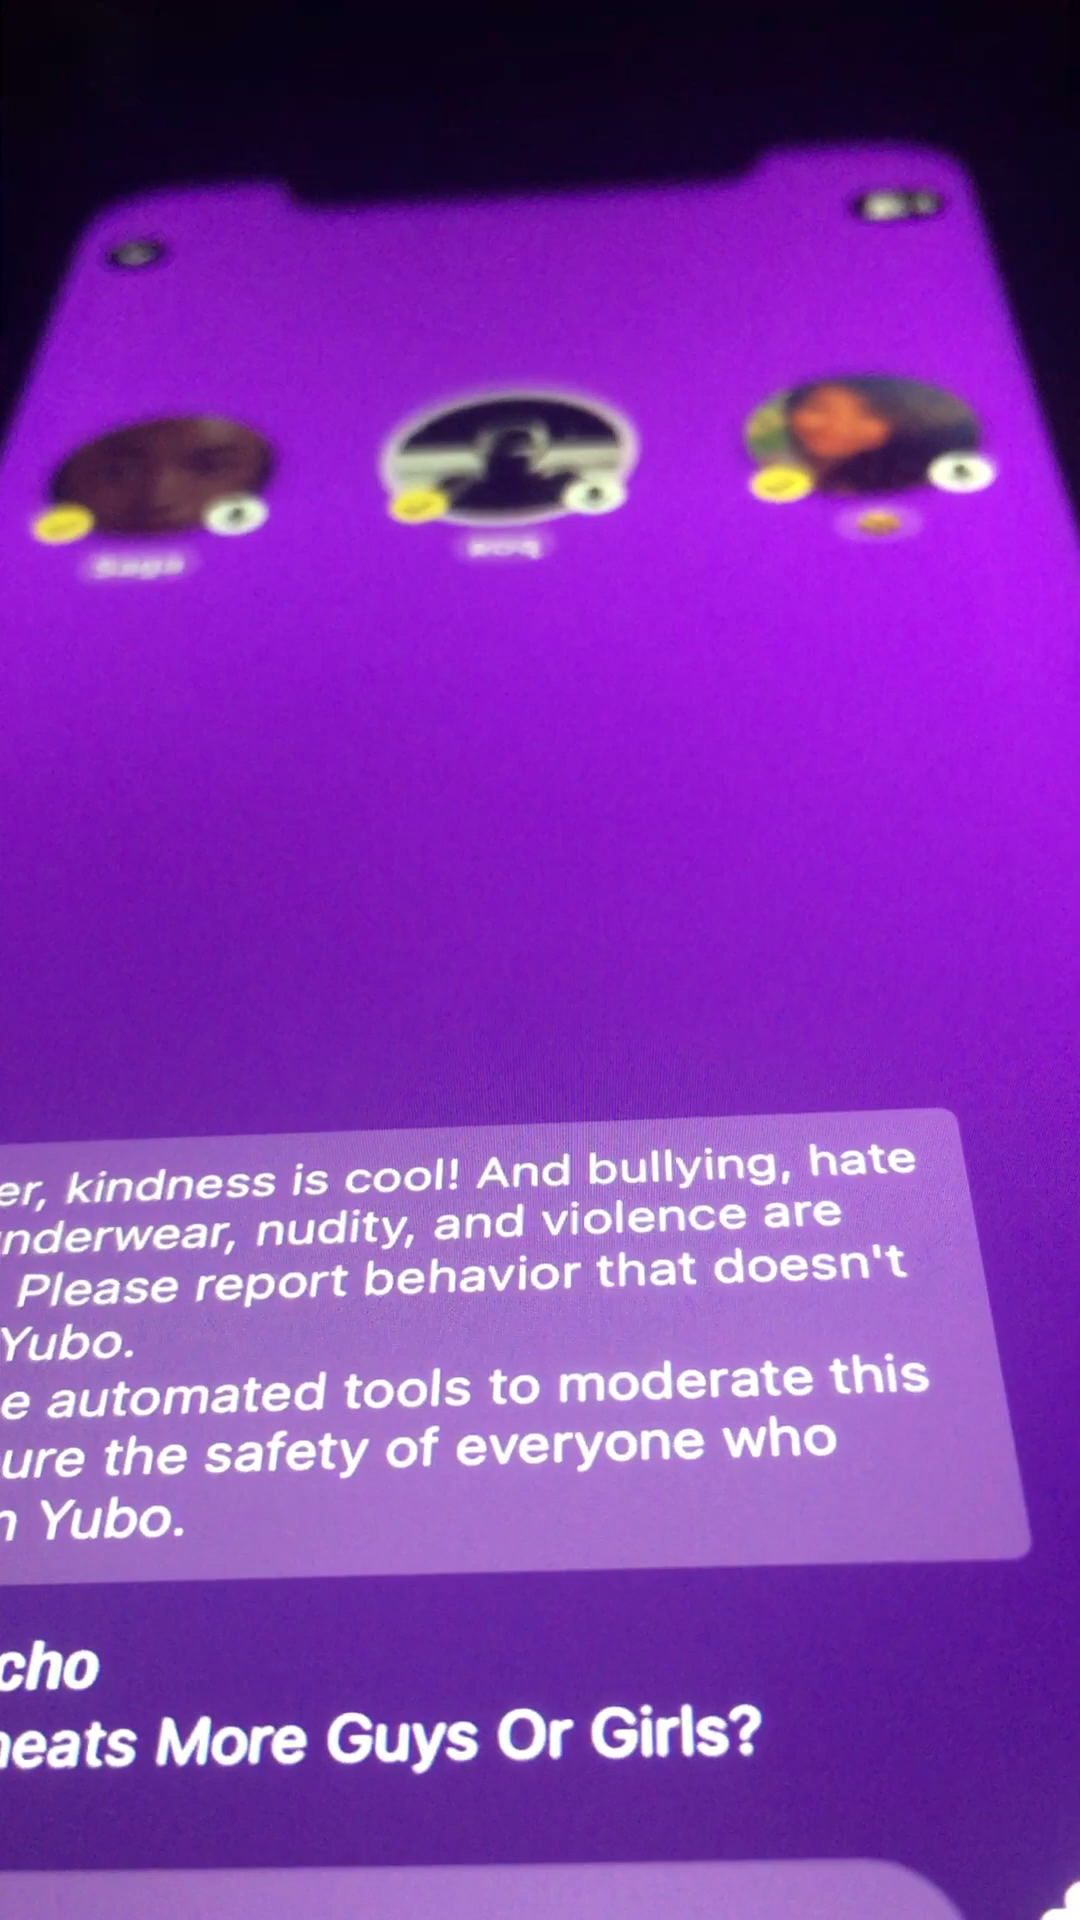 er, kindness is cool! And bullying, hate
nderwear, nudity, and violence are
Please report behavior that doesn't
Yubo.
e automated tools to moderate this
ure the safety of everyone who
n Yubo.
cho
heats More Guys Or Girls?